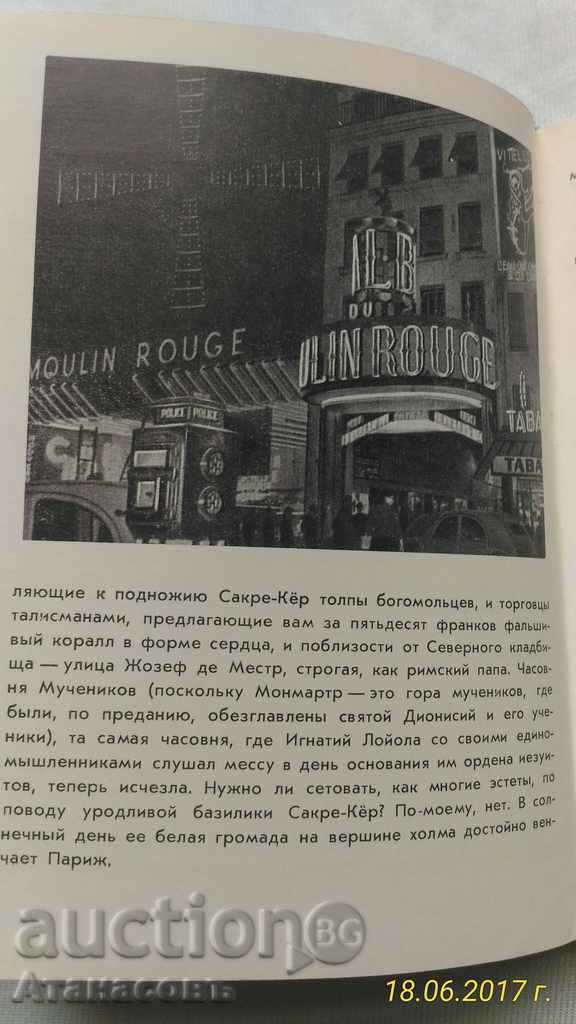 MOULIN ROUGE
BAL
DU
ULIN ROUGE
POLICE POLICE
TABA
TABA
ляющие к подножию Сакре-Кёр толпы богомольцев, и торговцы
талисманами, предлагающие вам за пятьдесят франков фальши-
вый коралл в форме сердца, и поблизости от Северного кладби-
ща — улица Жозеф де Местр, строгая, как римский папа. Часов-
ня Мучеников (поскольку Монмартр — это гора мучеников, где
были, по преданию, обезглавлены святой Дионисий и его уче-
ники), та самая часовня, где Игнатий Лойола со своими едино-
мышленниками слушал мессу в день основания им ордена иезуи-
тов, теперь исчезла. Нужно ли сетовать, как многие эстеты, по
поводу уродливой базилики Сакре-Кёр? По-моему, нет. В сол-
нечный день ее белая громада на вершине холма достойно вен-
чает Париж,
auction BG
Атанасовъ
18.06.2017 г.